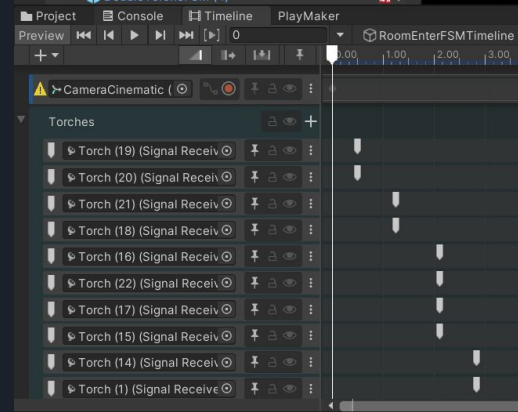 Project Console Timeline PlayMaker
Preview 0 RoomEnterFSMTimeline
0.00 1.00 2.00 3.00
CameraCinematic (
Torches
Torch (19) (Signal Receiv
Torch (20) (Signal Receiv
Torch (21) (Signal Receiv
Torch (18) (Signal Receiv
Torch (16) (Signal Receiv
Torch (22) (Signal Receiv
Torch (17) (Signal Receiv
Torch (15) (Signal Receiv
Torch (14) (Signal Receiv
Torch (1) (Signal Receive